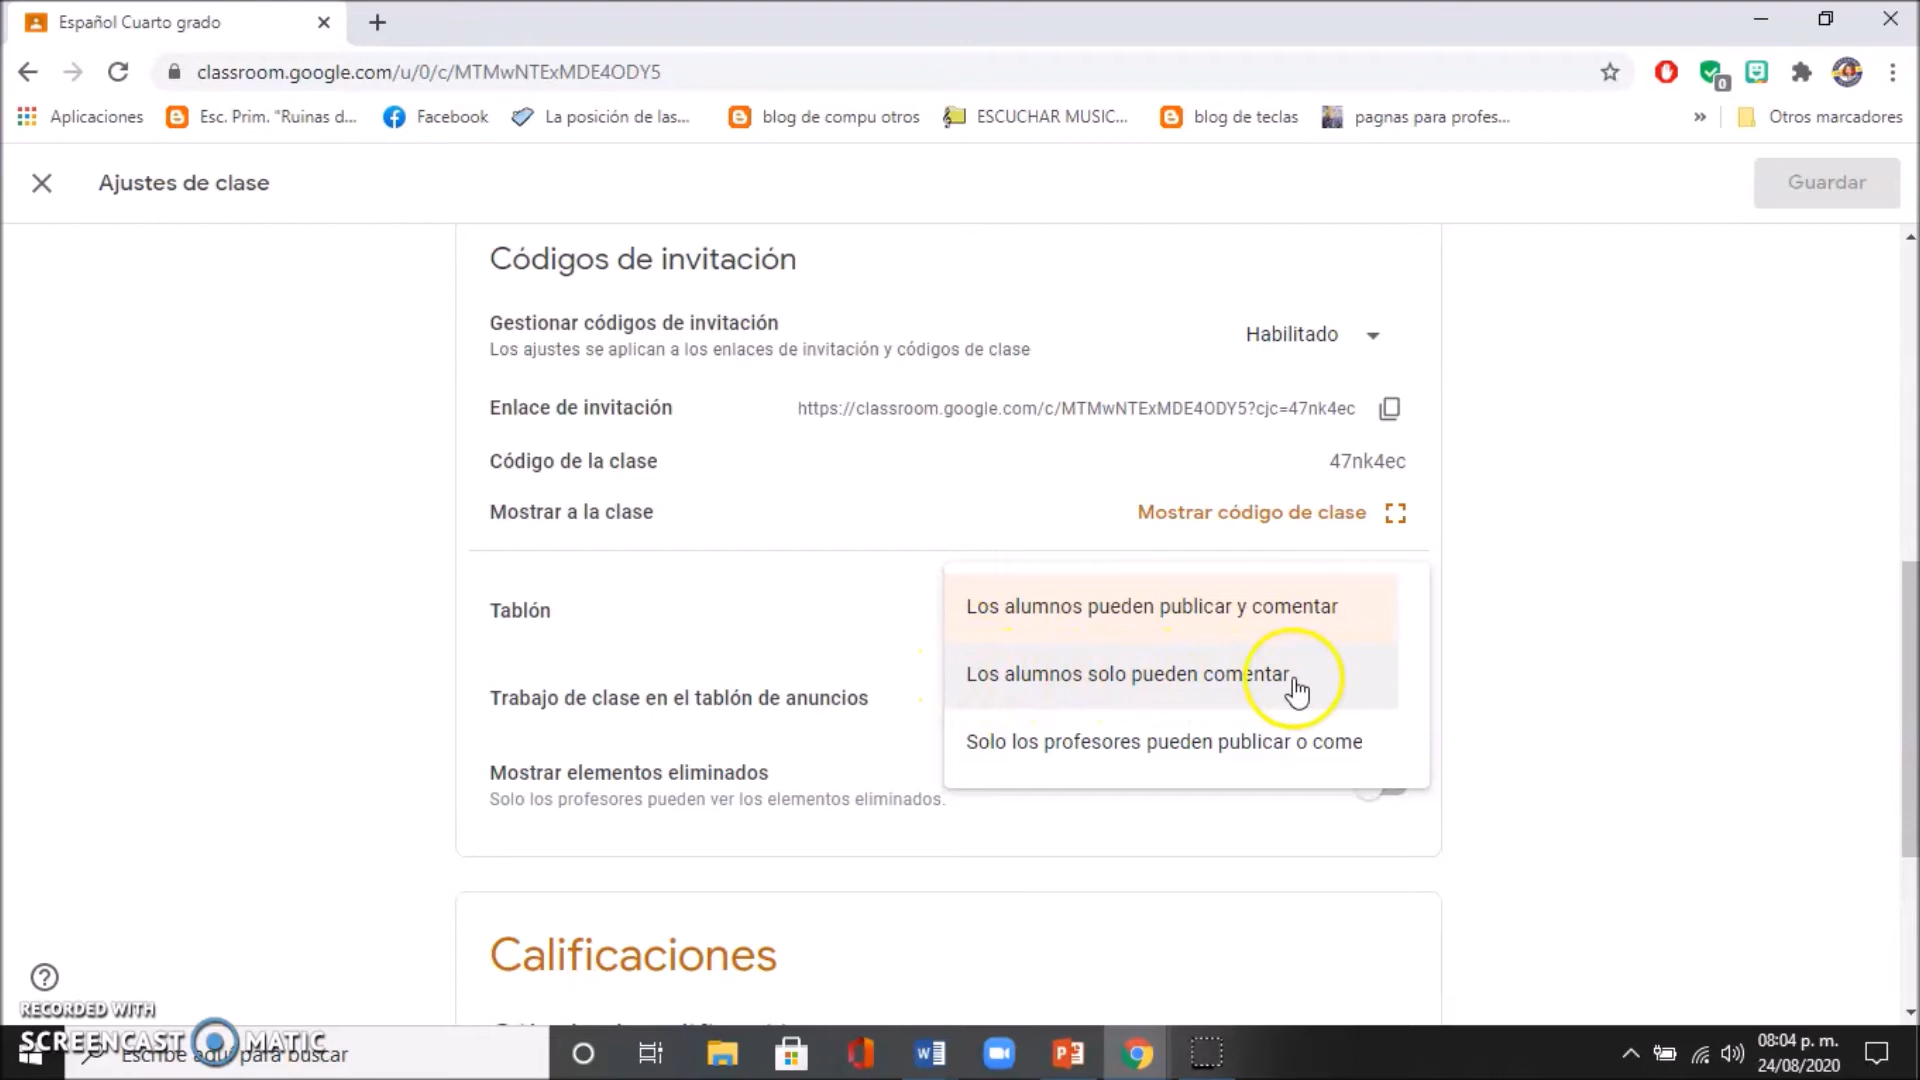 Español Cuarto grado
classroom.google.com/u/0/c/MTMwNTExMDE4ODY5
0
Aplicaciones
Esc. Prim. "Ruinas d...
Facebook
La posición de las...
blog de compu otros
ESCUCHAR MUSIC...
blog de teclas
pagnas para profes...
»
Otros marcadores
Ajustes de clase
Guardar
Códigos de invitación
Gestionar códigos de invitación
Habilitado
Los ajustes se aplican a los enlaces de invitación y códigos de clase
Enlace de invitación
https://classroom.google.com/c/MTMwNTExMDE4ODY5?cjc=47nk4ec
Código de la clase
47nk4ec
Mostrar a la clase
Mostrar código de clase
Tablón
Los alumnos pueden publicar y comentar
Los alumnos solo pueden comentar
Trabajo de clase en el tablón de anuncios
Solo los profesores pueden publicar o come
Mostrar elementos eliminados
Solo los profesores pueden ver los elementos eliminados.
Calificaciones
RECORDED WITH
SCREENCAST MATIC
Escribe aquí para buscar
08:04 p. m.
24/08/2020